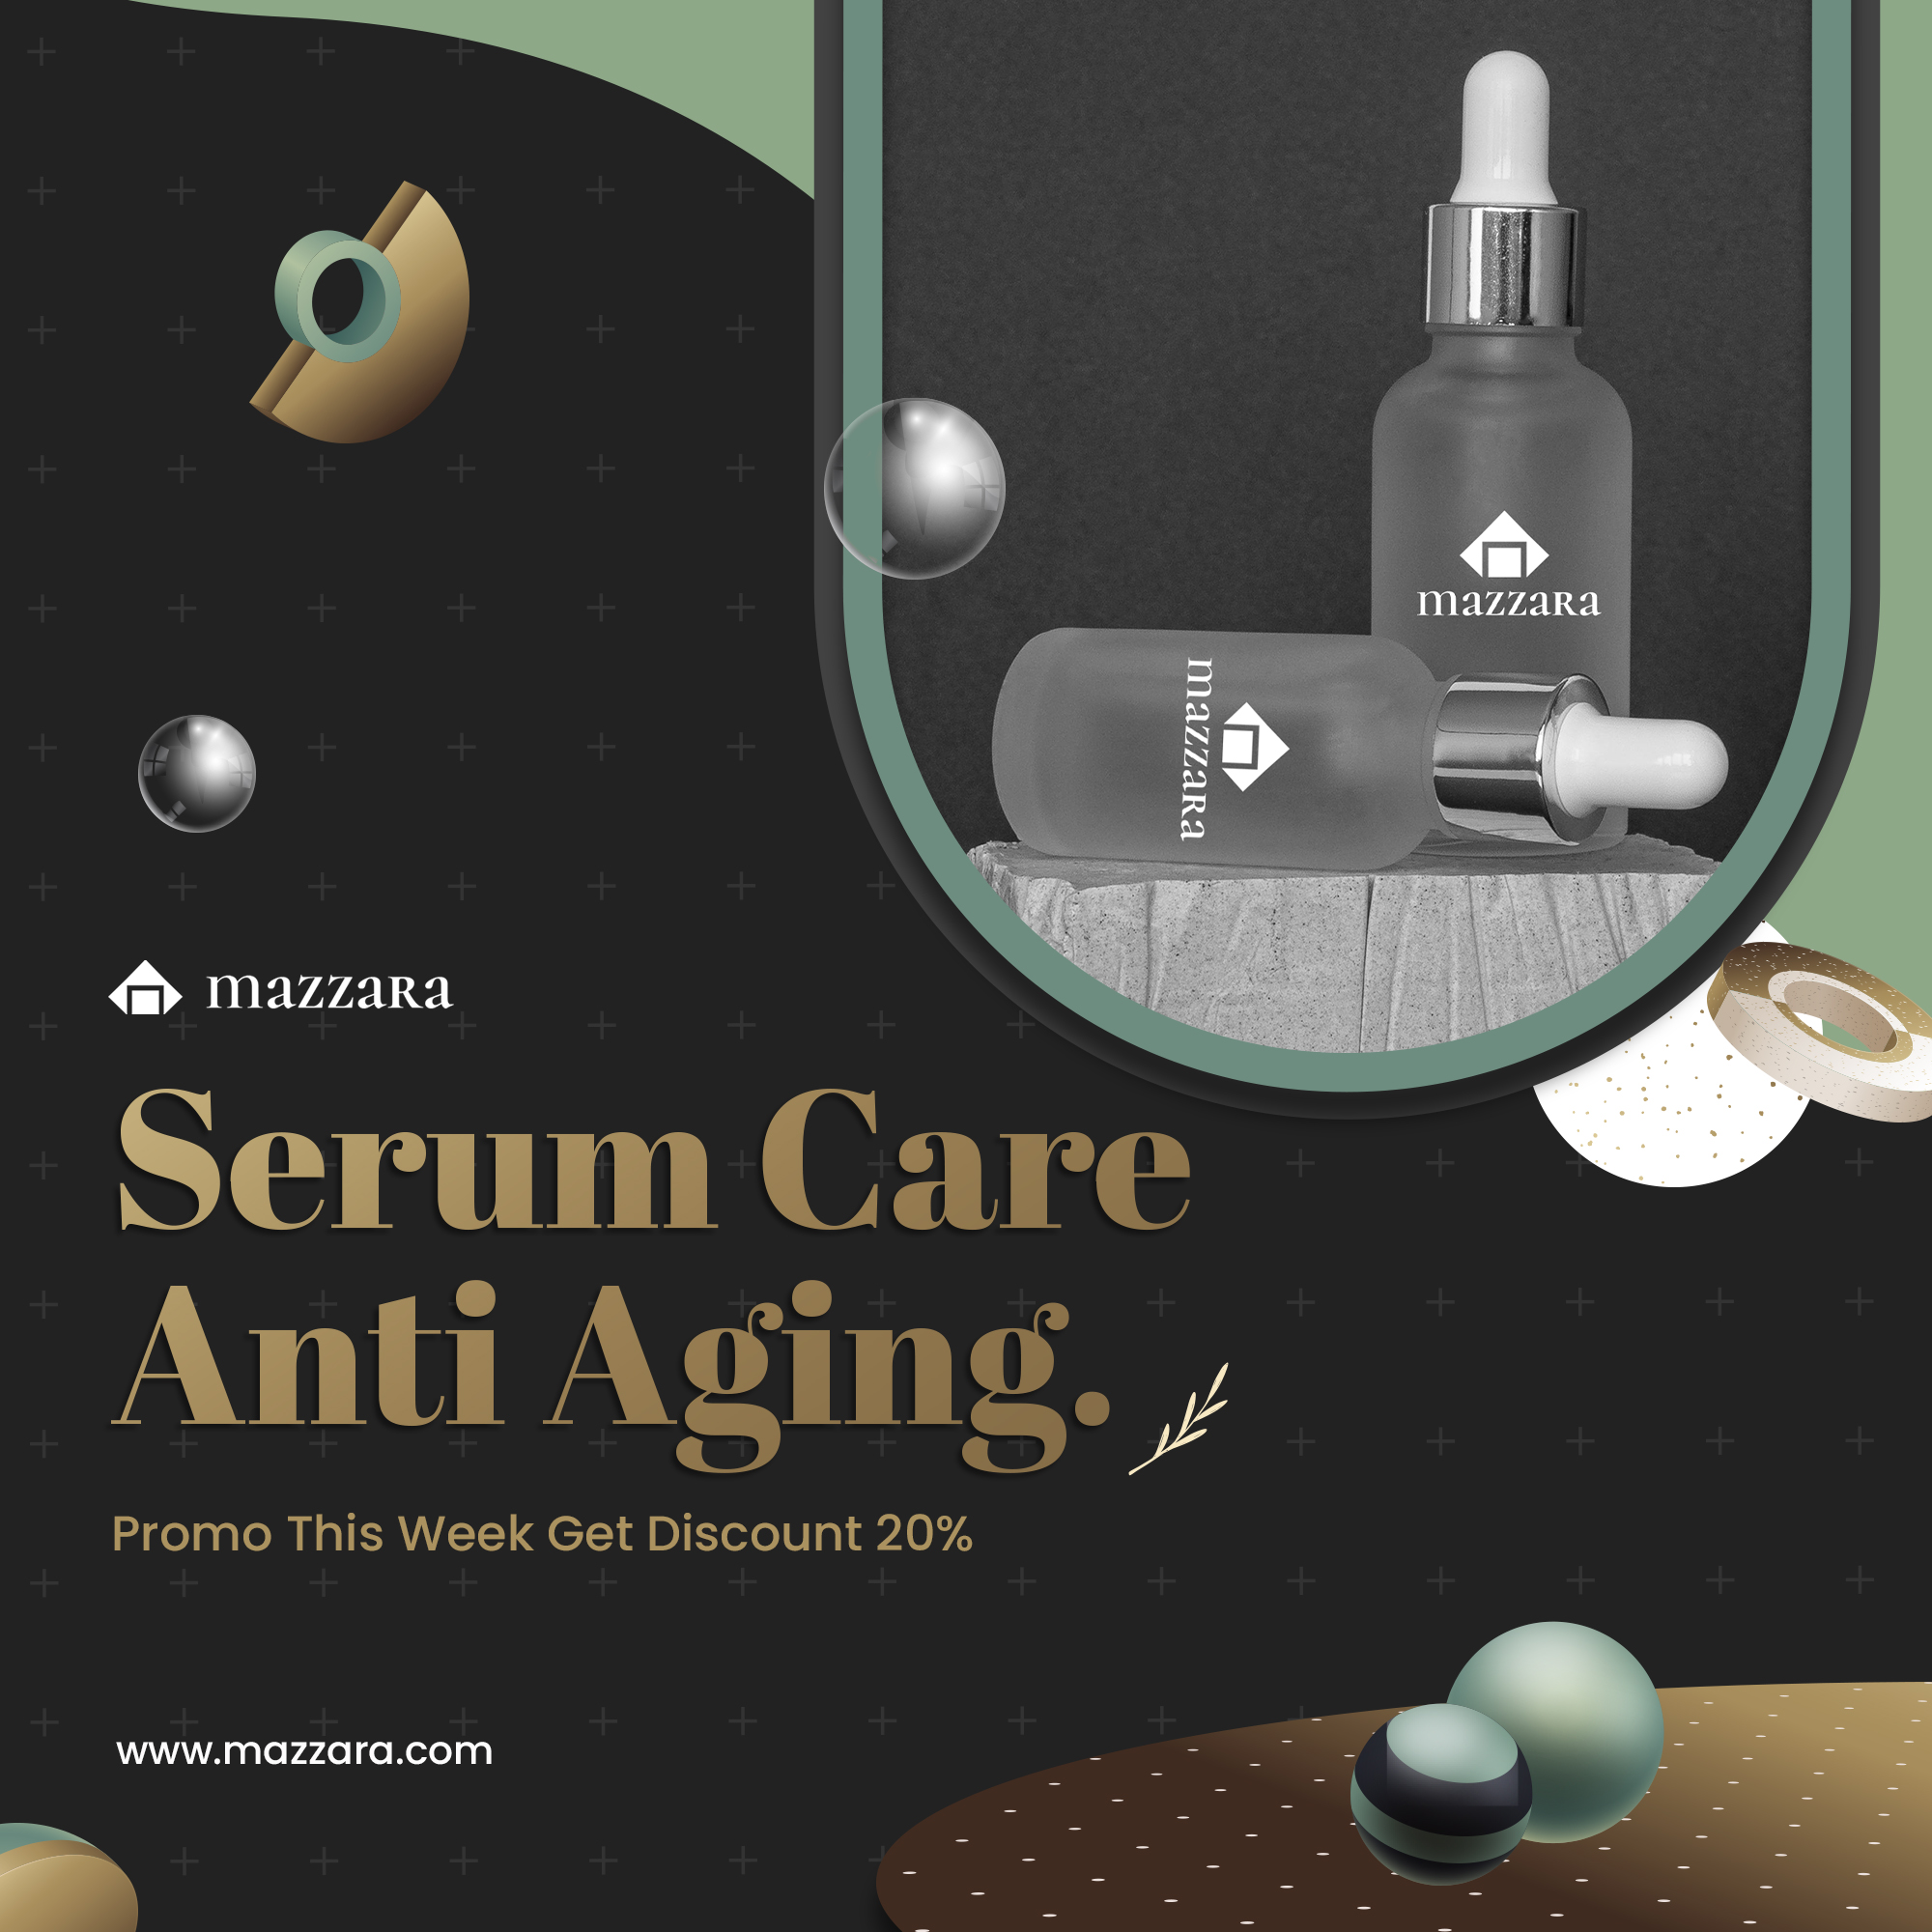 mazzara
mazzara
mazzara
Serum Care
Anti Aging.
Promo This Week Get Discount 20%
www.mazzara.com